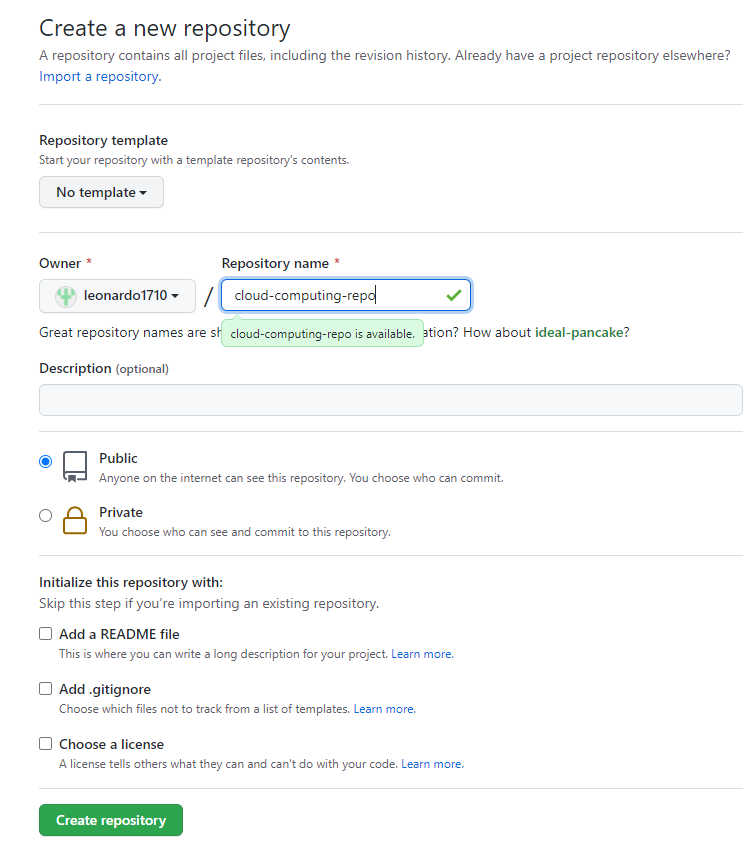 Create a new repository
A repository contains all project files, including the revision history. Already have a project repository elsewhere?
Import a repository.
Repository template
Start your repository with a template repository's contents.
No template
Owner *
Repository name *
leonardo1710
/
cloud-computing-repo
Great repository names are sh
cloud-computing-repo is available.
ation? How about ideal-pancake?
Description (optional)
Public
Anyone on the internet can see this repository. You choose who can commit.
Private
You choose who can see and commit to this repository.
Initialize this repository with:
Skip this step if you're importing an existing repository.
Add a README file
This is where you can write a long description for your project. Learn more.
Add .gitignore
Choose which files not to track from a list of templates. Learn more.
Choose a license
A license tells others what they can and can't do with your code. Learn more.
Create repository